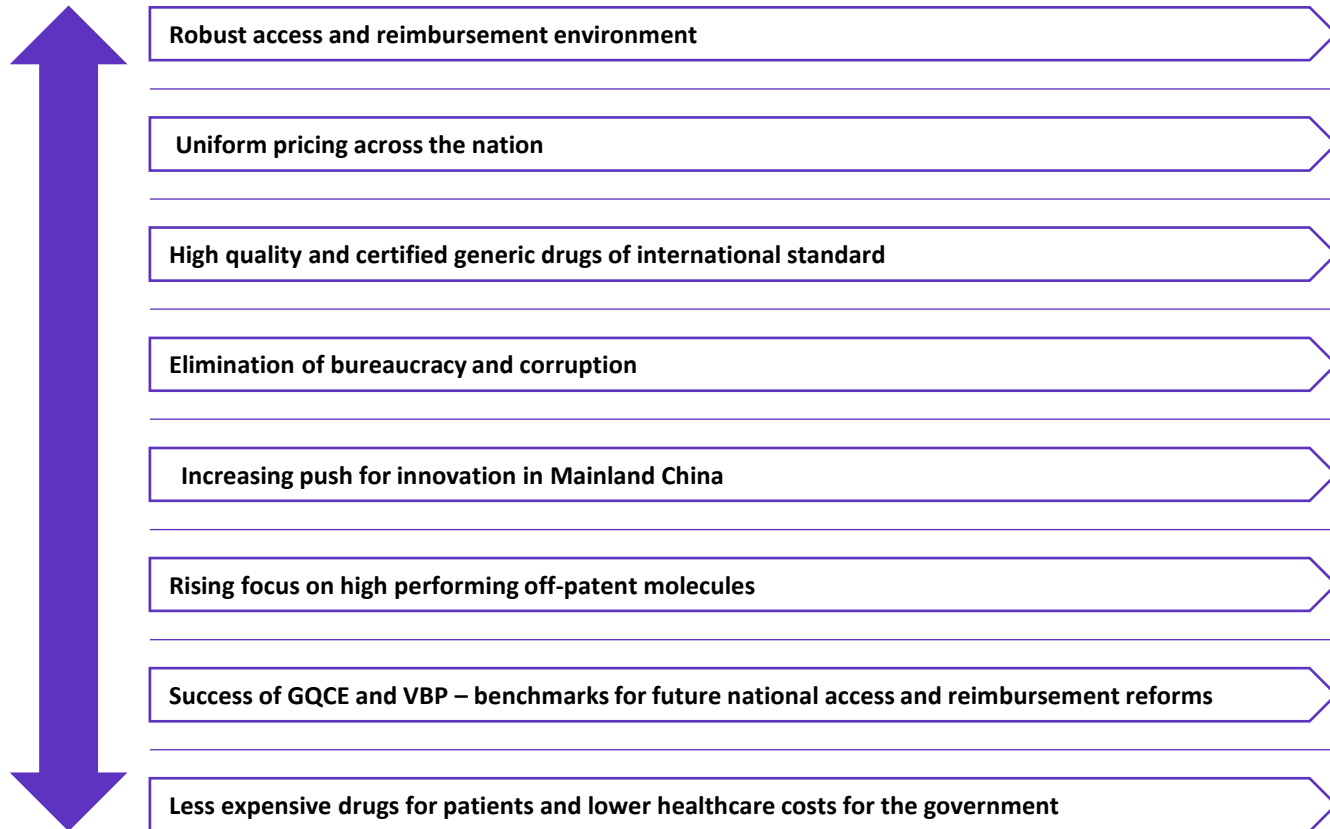 Robust access and reimbursement environment
Uniform pricing across the nation
High quality and certified generic drugs of international standard
Elimination of bureaucracy and corruption
Increasing push for innovation in Mainland China
Rising focus on high performing off-patent molecules
Success of GQCE and VBP – benchmarks for future national access and reimbursement reforms
Less expensive drugs for patients and lower healthcare costs for the government